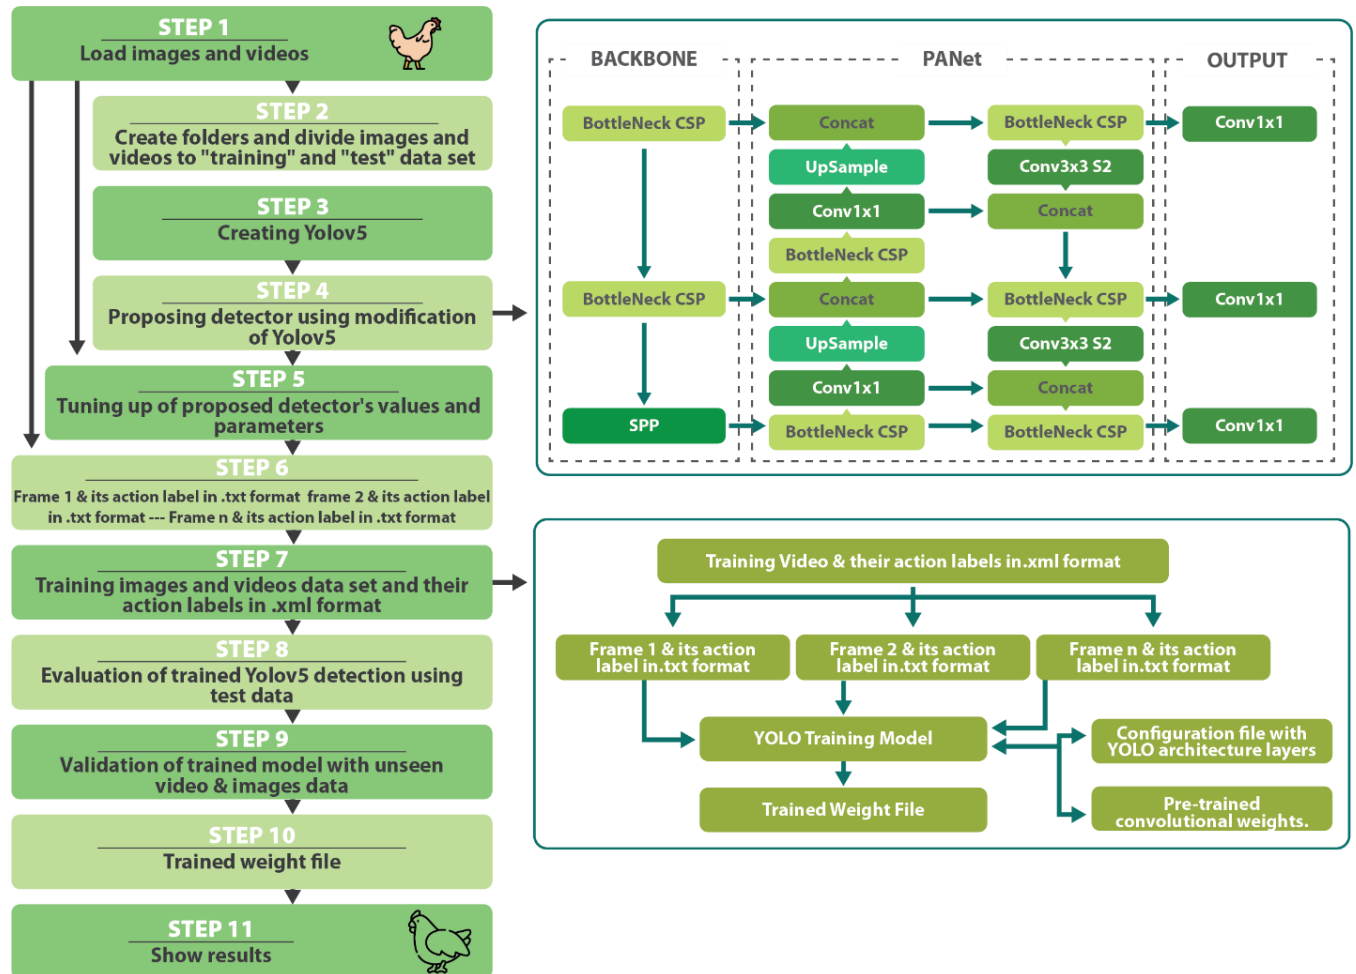 STEP 1
Load images and videos
STEP 2
Create folders and divide images and
videos to "training" and "test" data set
STEP 3
Creating Yolov5
STEP 4
Proposing detector using modification
of Yolov5
STEP 5
Tuning up of proposed detector's values and
parameters
STEP 6
Frame 1 & its action label in .txt format frame 2 & its action label
in .txt format --- Frame n & its action label in .txt format
STEP 7
Training images and videos data set and their
action labels in .xml format
STEP 8
Evaluation of trained Yolov5 detection using
test data
STEP 9
Validation of trained model with unseen
video & images data
STEP 10
Trained weight file
STEP 11
Show results
BACKBONE
PANet
OUTPUT
BottleNeck CSP
Concat
BottleNeck CSP
Conv1x1
UpSample
Conv3x3 S2
Conv1x1
Concat
BottleNeck CSP
BottleNeck CSP
Concat
BottleNeck CSP
Conv1x1
UpSample
Conv3x3 S2
Conv1x1
Concat
SPP
BottleNeck CSP
BottleNeck CSP
Conv1x1
Training Video & their action labels in.xml format
Frame 1 & its action
label in.txt format
Frame 2 & its action
label in.txt format
Frame n & its action
label in.txt format
YOLO Training Model
Configuration file with
YOLO architecture layers
Trained Weight File
Pre-trained
convolutional weights.